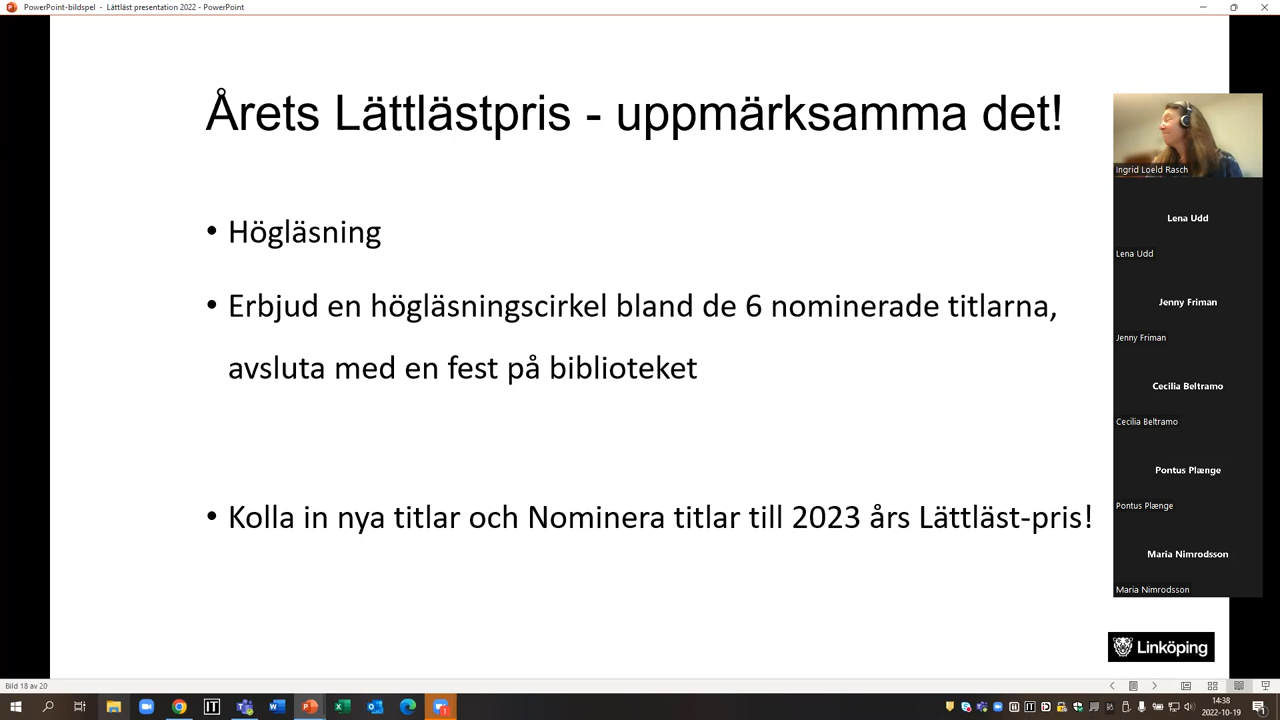 PowerPoint-bildspel - Lättläst presentation 2022 - PowerPoint
Årets Lättlästpris - uppmärksamma det!
• Högläsning
• Erbjud en högläsningscirkel bland de 6 nominerade titlarna,
avsluta med en fest på biblioteket
• Kolla in nya titlar och Nominera titlar till 2023 års Lättläst-pris!
Ingrid Loeld Rasch
Lena Udd
Lena Udd
Jenny Friman
Jenny Friman
Cecilia Beltramo
Cecilia Beltramo
Pontus Plænge
Pontus Plænge
Maria Nimrodsson
Maria Nimrodsson
Linköping
Bild 18 av 20
14:38
2022-10-19